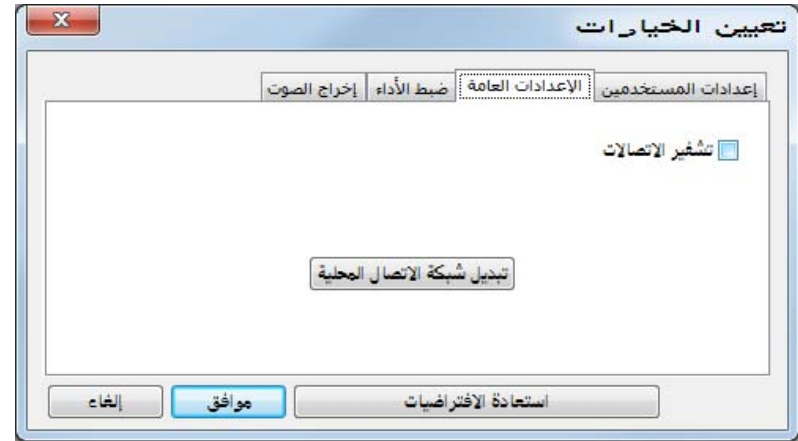 تعيين الخيارات
إعدادات المستخدمين الإعدادات العامة ضبط الأداء إخراج الصوت
تشفير الاتصالات
تبديل شبكة الاتصال المحلية
استعادة الافتراضيات موافق إلغاء